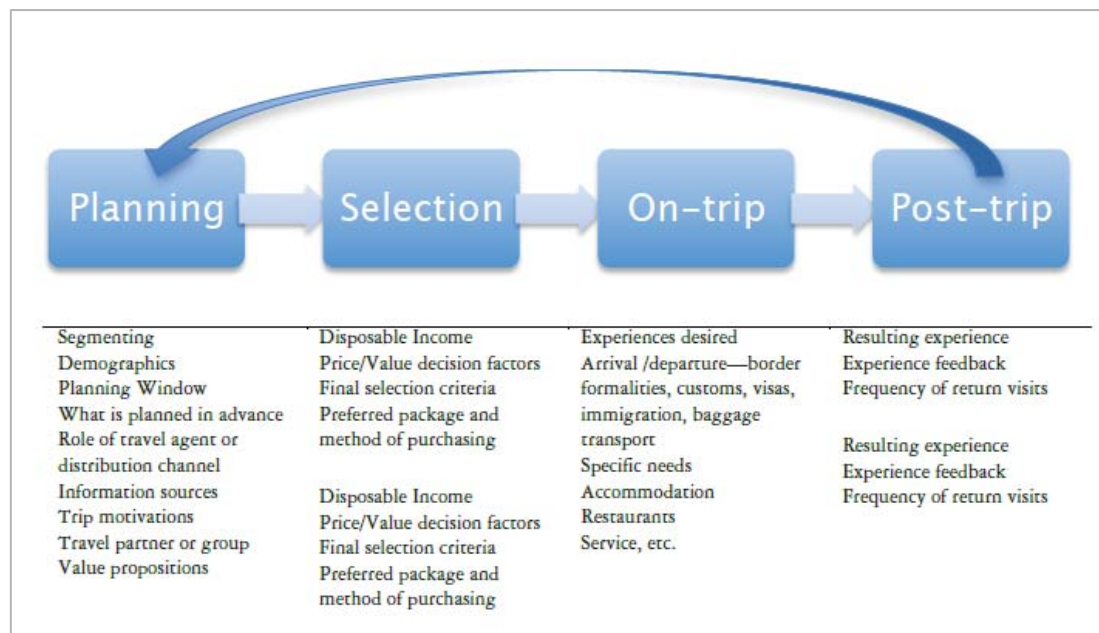 Planning
Selection
On-trip
Post-trip
Segmenting
Demographics
Planning Window
What is planned in advance
Role of travel agent or
distribution channel
Information sources
Trip motivations
Travel partner or group
Value propositions
Disposable Income
Price/Value decision factors
Final selection criteria
Preferred package and
method of purchasing
Disposable Income
Price/Value decision factors
Final selection criteria
Preferred package and
method of purchasing
Experiences desired
Arrival /departure—border
formalities, customs, visas,
immigration, baggage
transport
Specific needs
Accommodation
Restaurants
Service, etc.
Resulting experience
Experience feedback
Frequency of return visits
Resulting experience
Experience feedback
Frequency of return visits